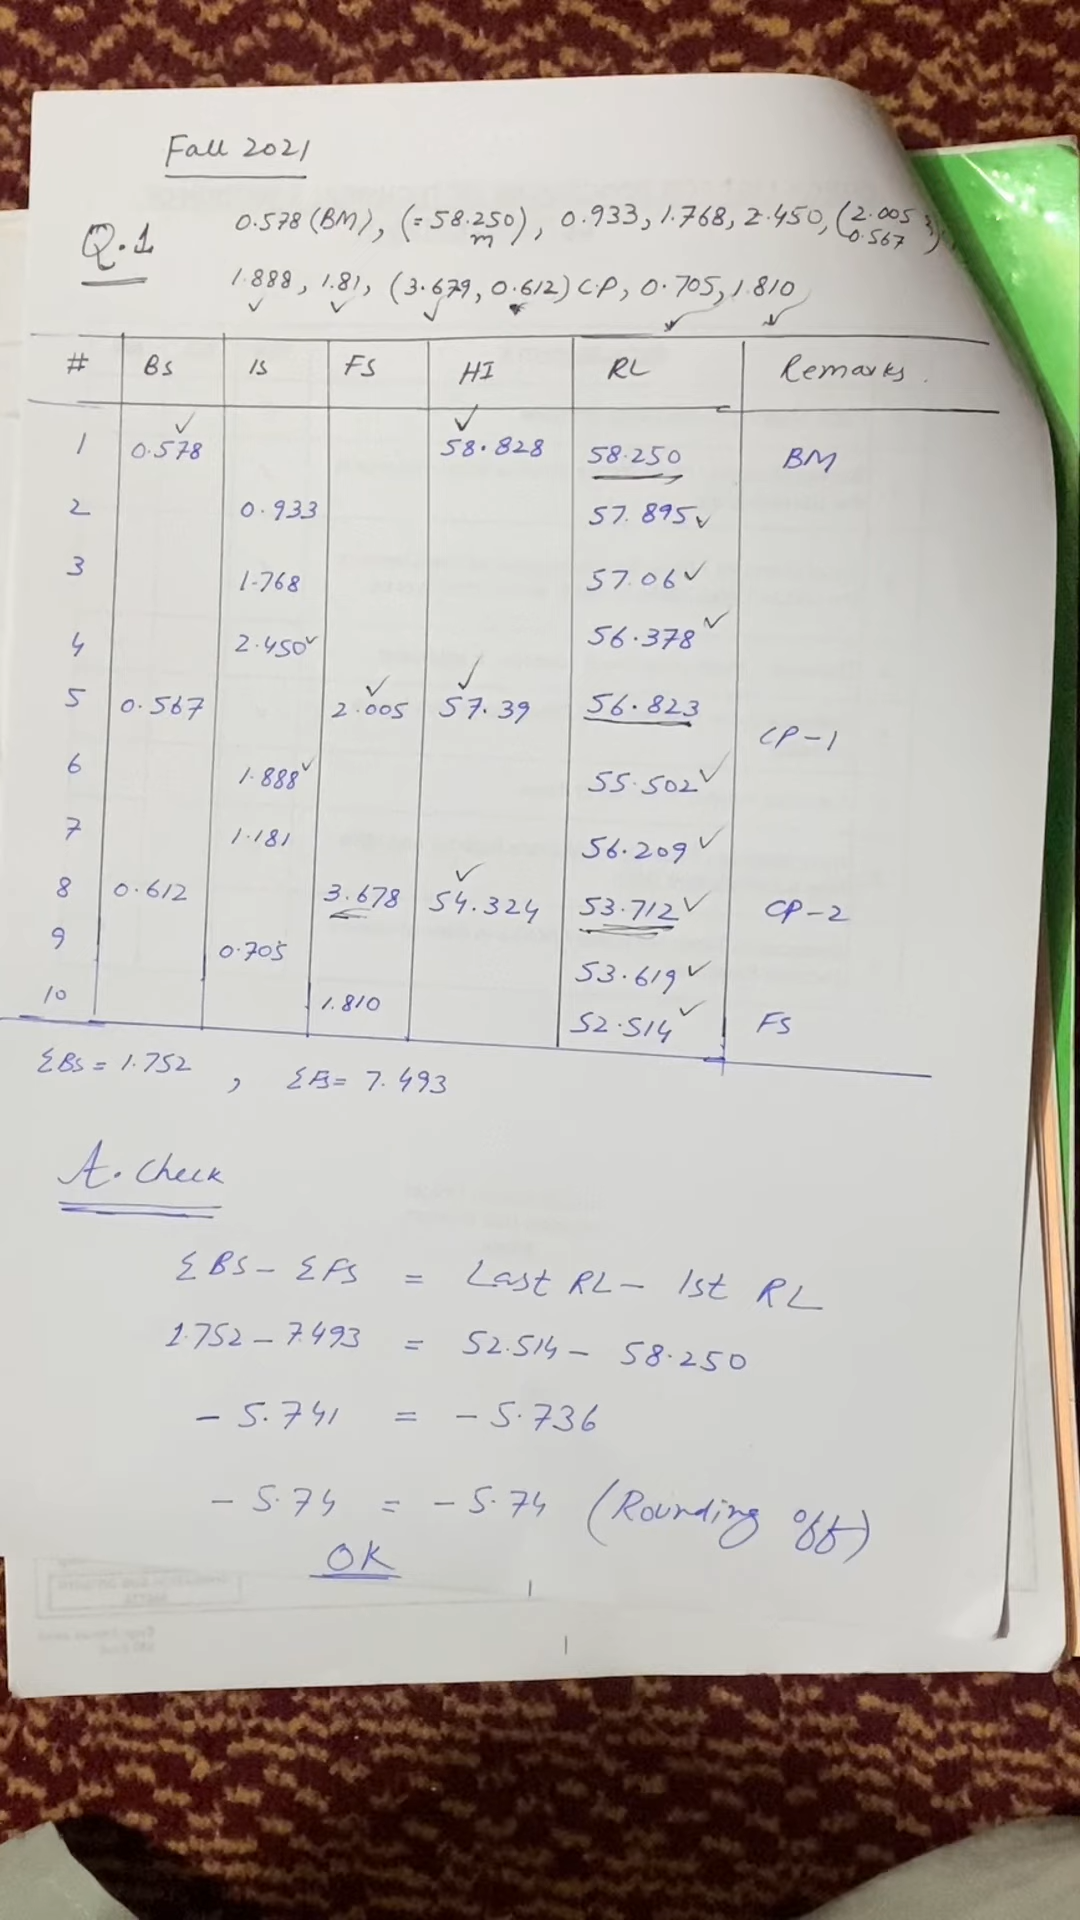 Fall 2021
Q.1
0.578 (BM), (= 58.250 m), 0.933, 1.768, 2.450, (2.005, 0.567)
1.888, 1.81, (3.679, 0.612) C.P, 0.705, 1.810
# BS IS FS HI RL Remarks.
1 0.578 58.828 58.250 BM
2 0.933 57.895
3 1.768 57.06
4 2.450 56.378
5 0.567 2.005 57.39 56.823 CP-1
6 1.888 55.502
7 1.181 56.209
8 0.612 3.678 54.324 53.712 CP-2
9 0.705 53.619
10 1.810 52.514 FS
ΣBS = 1.752 , ΣFS = 7.493
A. Check
ΣBS - ΣFS = Last RL - 1st RL
1.752 - 7.493 = 52.514 - 58.250
- 5.741 = - 5.736
- 5.74 = - 5.74 (Rounding off)
OK